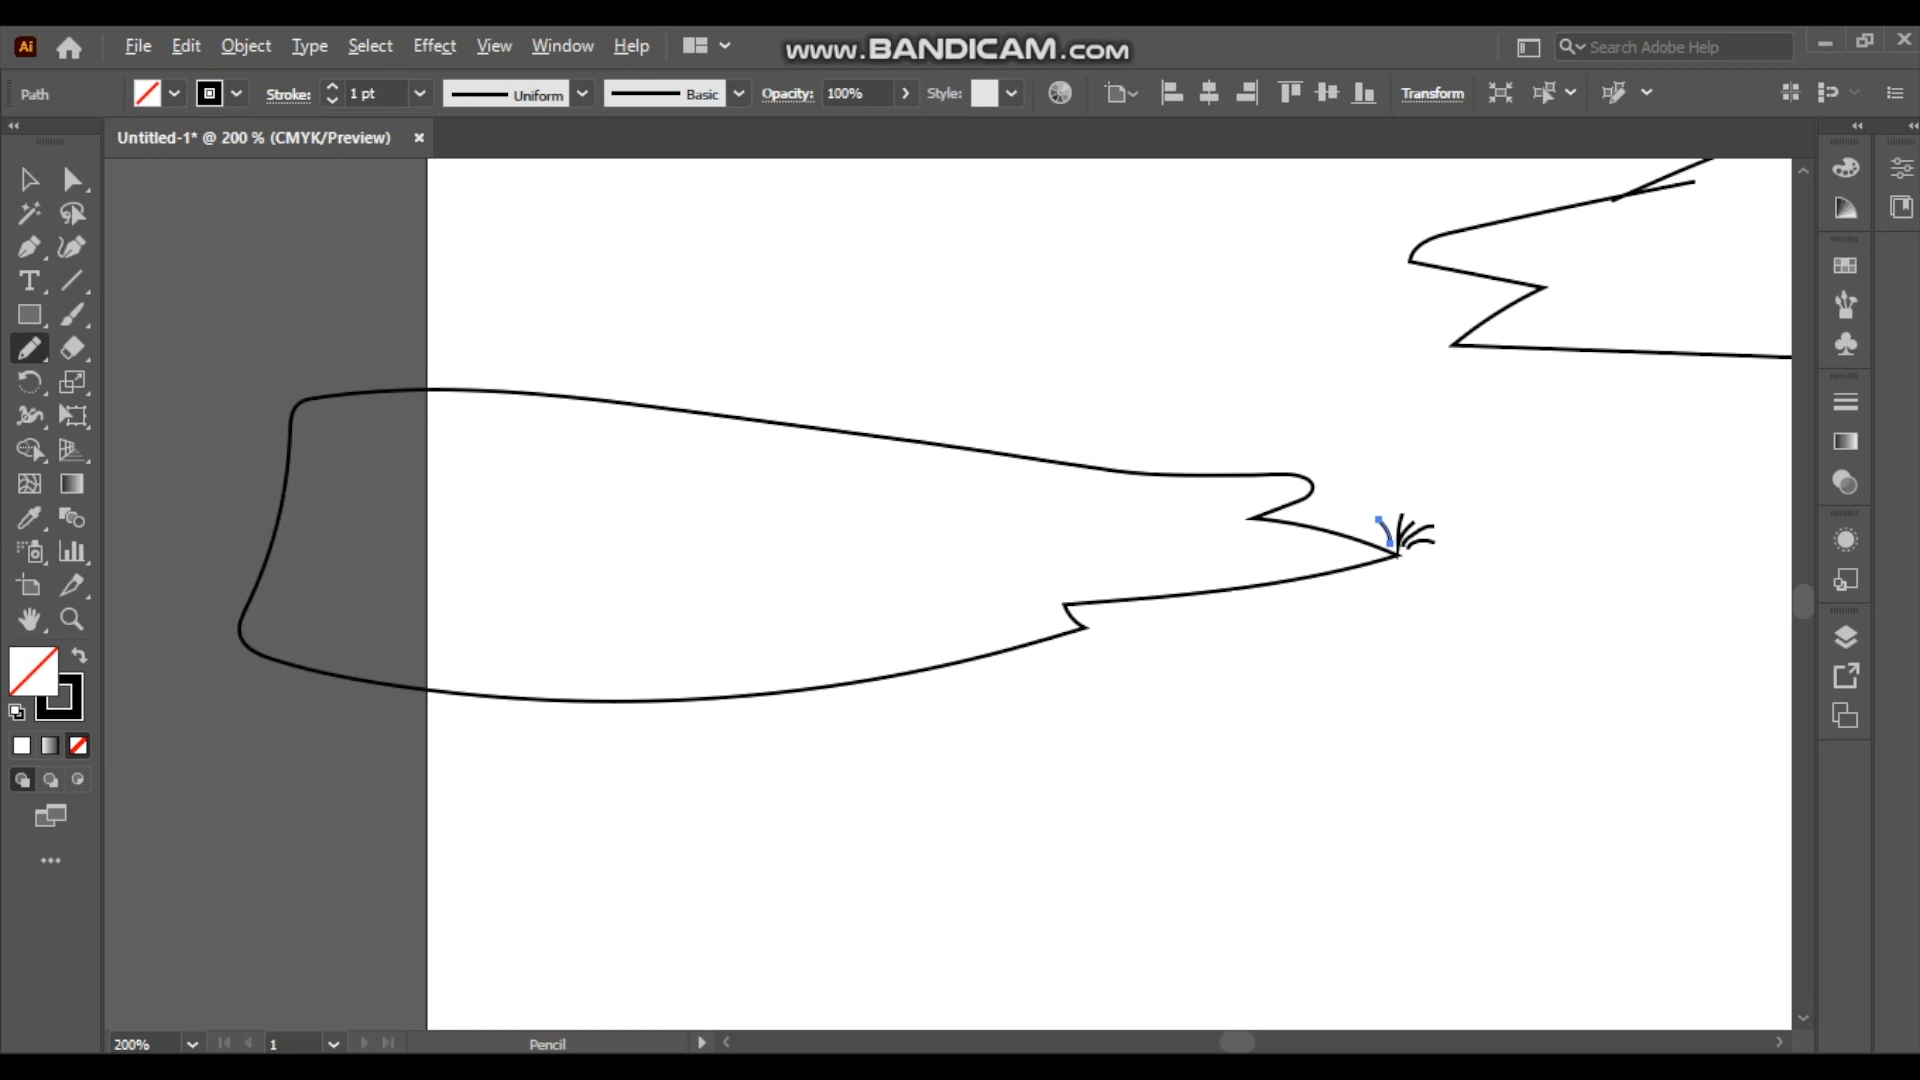 Ai File Edit Object Type Select Effect View Window Help www.BANDICAM.com Search Adobe Help
Path Stroke: 1 pt Uniform Basic Opacity: 100% Style: Transform
Untitled-1* @ 200 % (CMYK/Preview)
200% 1 Pencil